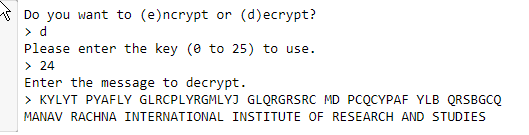 Do you want to (e)ncrypt or (d)ecrypt?
> d
Please enter the key (0 to 25) to use.
> 24
Enter the message to decrypt.
> KYLYT PYAFLY GLRCPLYRGMLYJ GLQRGRSRC MD PCQCYPAF YLB QRSBGCQ
MANAV RACHNA INTERNATIONAL INSTITUTE OF RESEARCH AND STUDIES